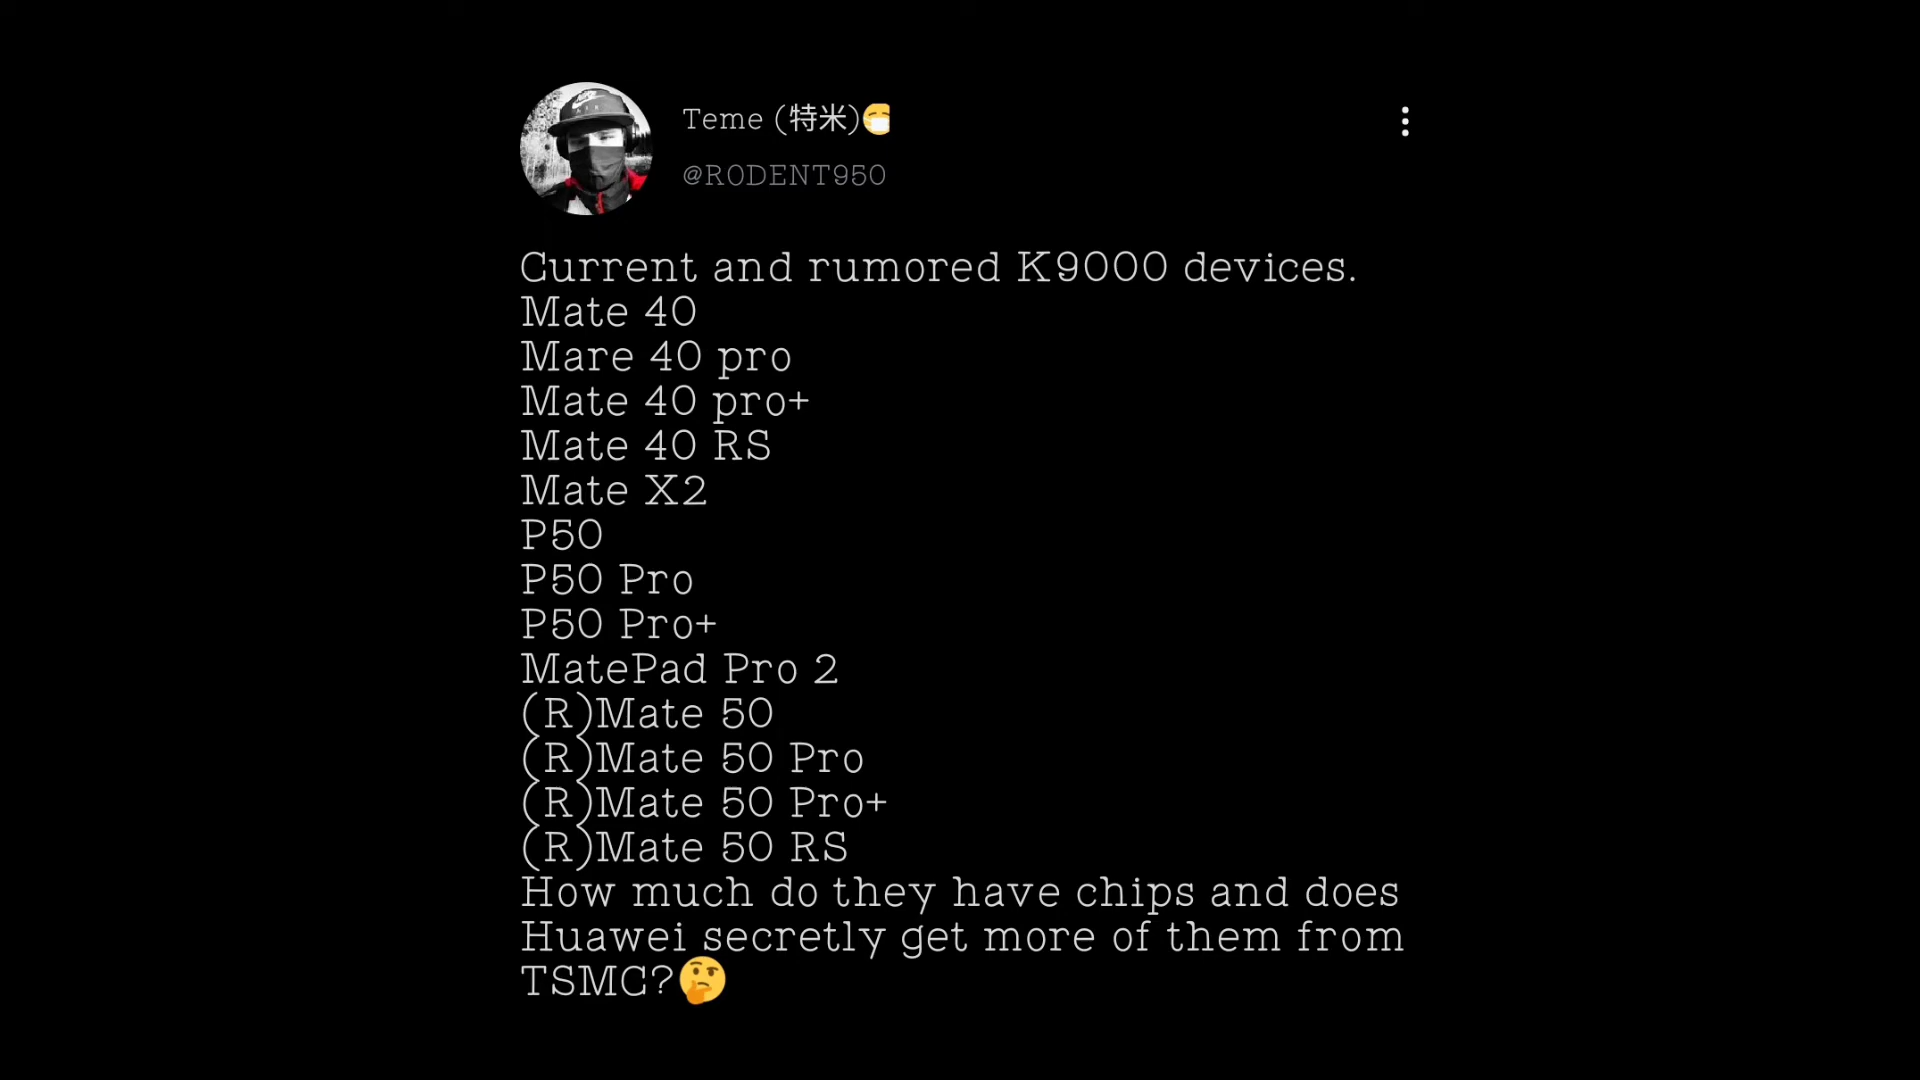 Teme (特米)😷
@RODENT950
Current and rumored K9000 devices.
Mate 40
Mare 40 pro
Mate 40 pro+
Mate 40 RS
Mate X2
P50
P50 Pro
P50 Pro+
MatePad Pro 2
(R)Mate 50
(R)Mate 50 Pro
(R)Mate 50 Pro+
(R)Mate 50 RS
How much do they have chips and does
Huawei secretly get more of them from
TSMC?🤔